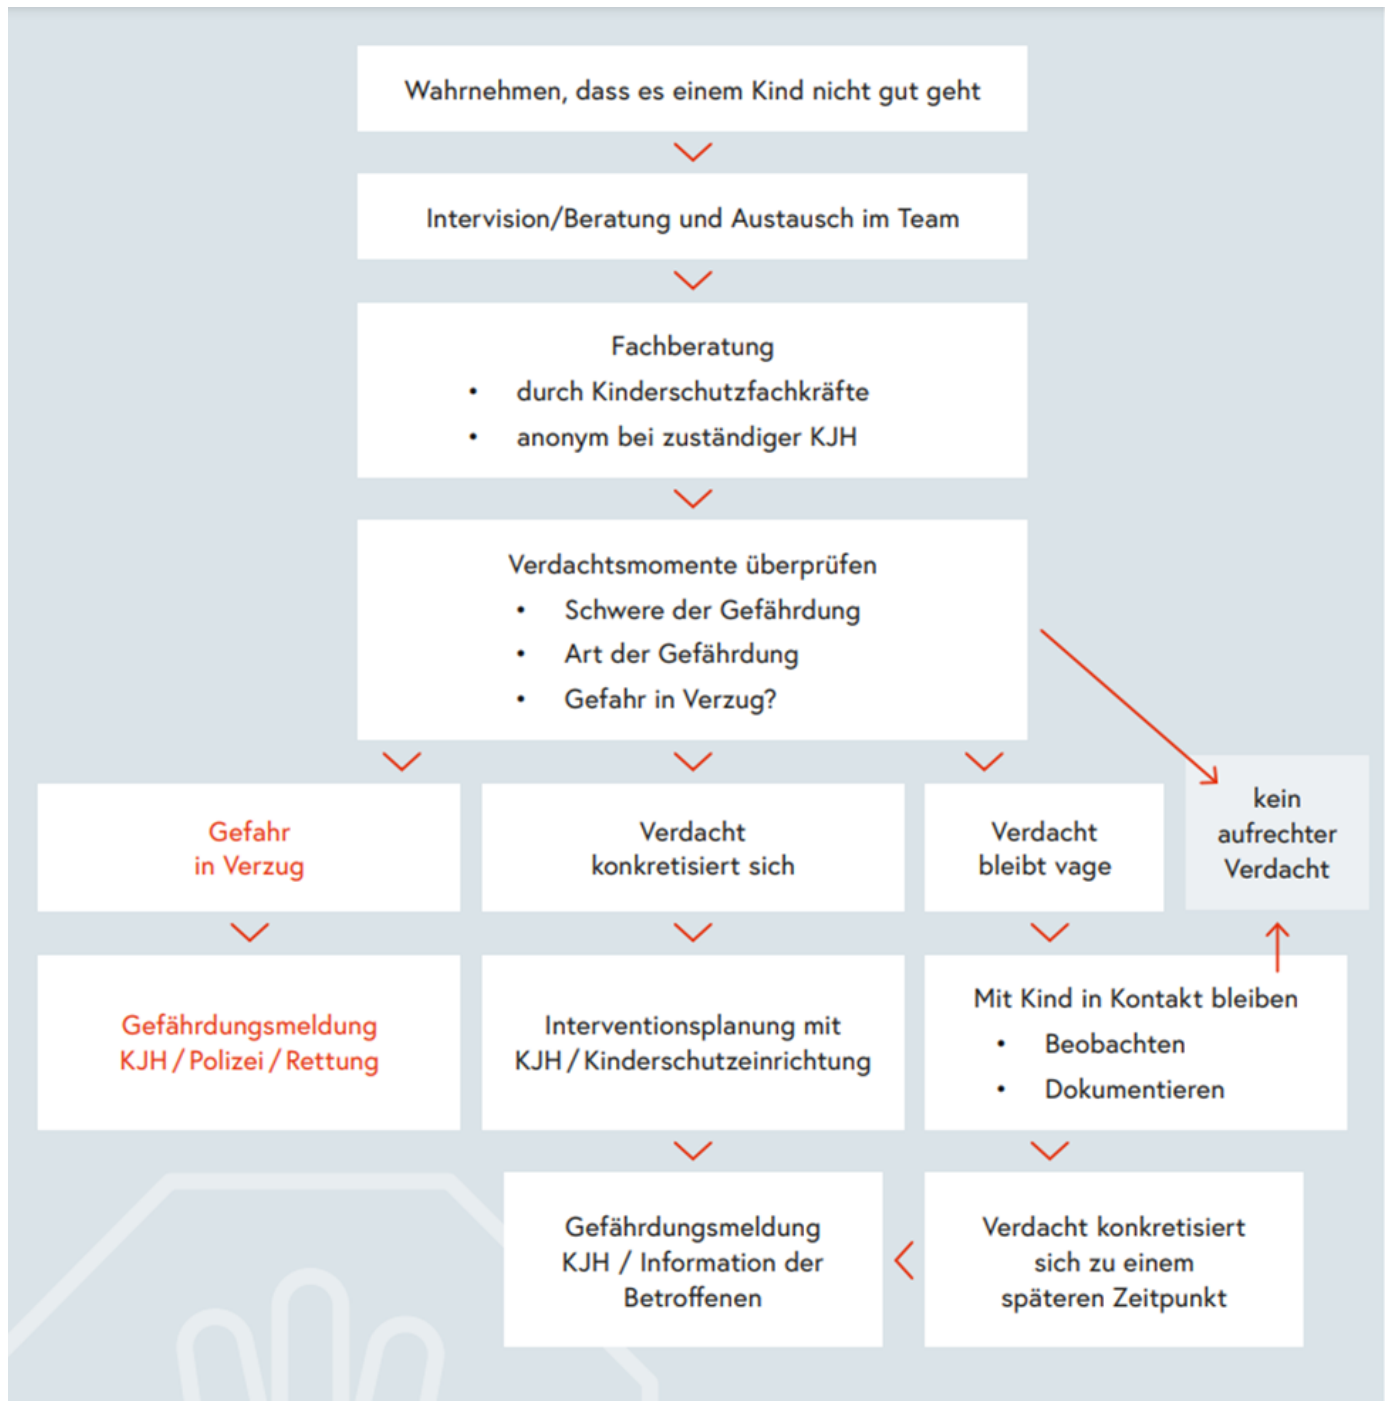 Wahrnehmen, dass es einem Kind nicht gut geht
Intervision/Beratung und Austausch im Team
Fachberatung
• durch Kinderschutzfachkräfte
• anonym bei zuständiger KJH
Verdachtsmomente überprüfen
• Schwere der Gefährdung
• Art der Gefährdung
• Gefahr in Verzug?
Gefahr
in Verzug
Verdacht
konkretisiert sich
Verdacht
bleibt vage
kein
aufrechter
Verdacht
Gefährdungsmeldung
KJH / Polizei / Rettung
Interventionsplanung mit
KJH / Kinderschutzeinrichtung
Mit Kind in Kontakt bleiben
• Beobachten
• Dokumentieren
Gefährdungsmeldung
KJH / Information der
Betroffenen
Verdacht konkretisiert
sich zu einem
späteren Zeitpunkt